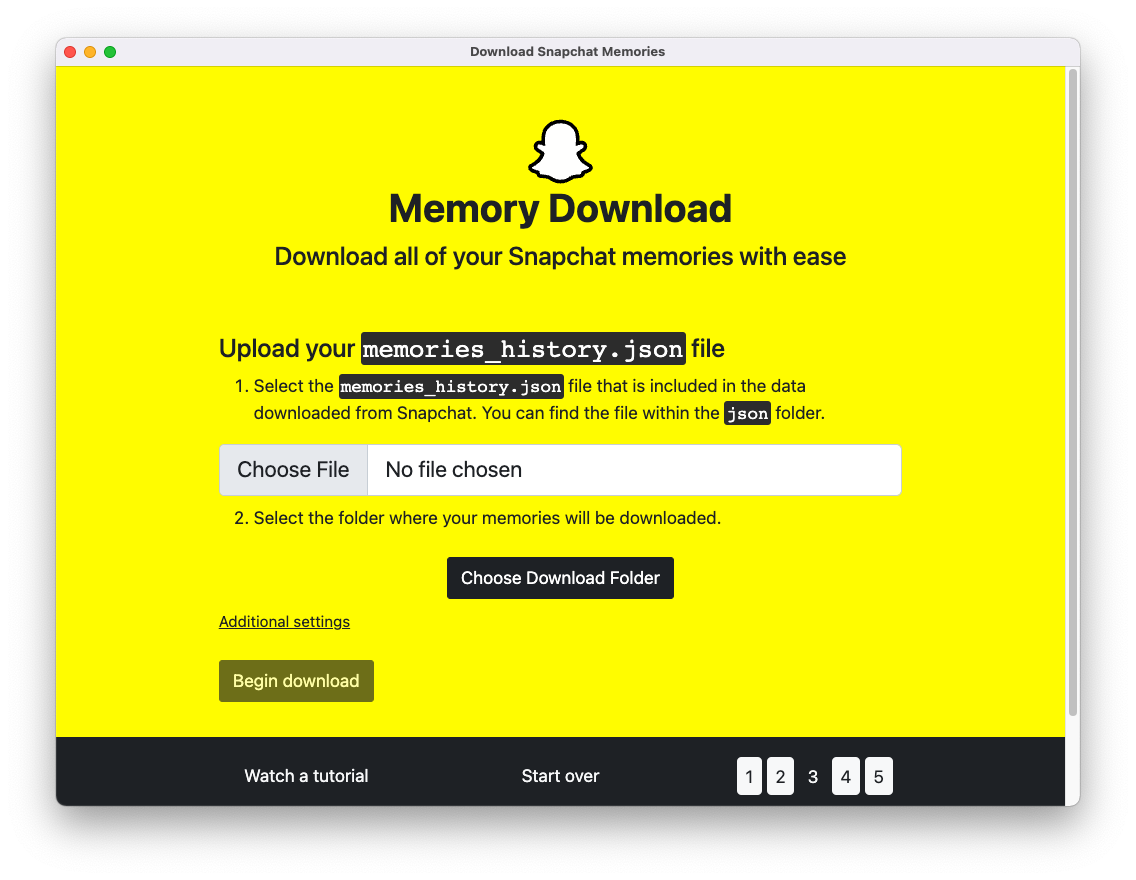 Download Snapchat Memories
Memory Download
Download all of your Snapchat memories with ease
Upload your memories_history.json file
1. Select the memories_history.json file that is included in the data
downloaded from Snapchat. You can find the file within the json folder.
Choose File No file chosen
2. Select the folder where your memories will be downloaded.
Choose Download Folder
Additional settings
Begin download
Watch a tutorial Start over 1 2 3 4 5